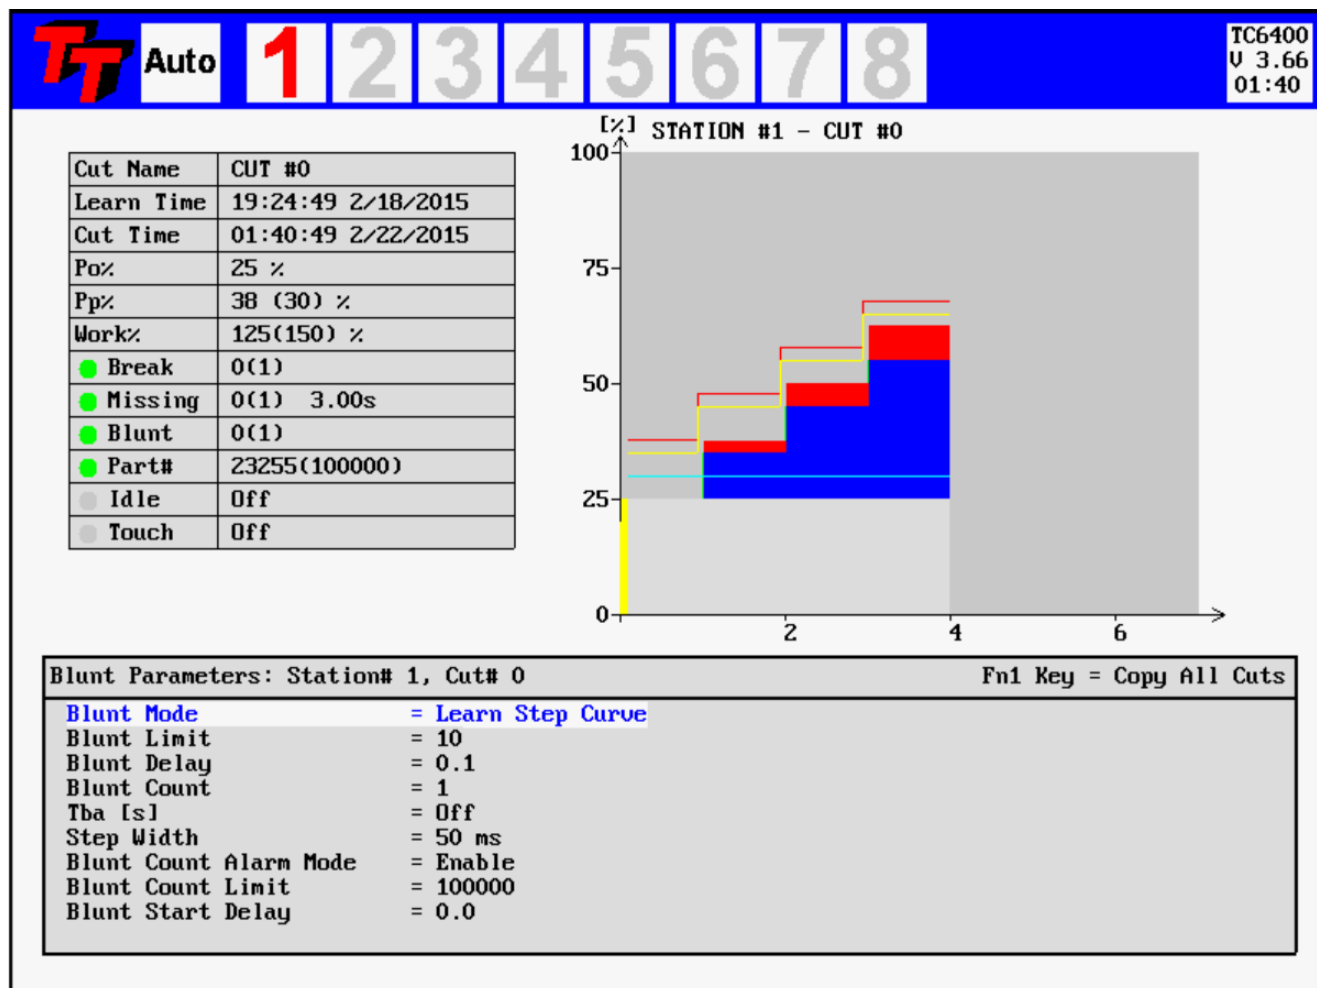 TT Auto 1 2 3 4 5 6 7 8
TC6400
V 3.66
01:40
[%] STATION #1 - CUT #0
Cut Name CUT #0
Learn Time 19:24:49 2/18/2015
Cut Time 01:40:49 2/22/2015
Po% 25 %
Pp% 38 (30) %
Work% 125(150) %
Break 0(1)
Missing 0(1) 3.00s
Blunt 0(1)
Part# 23255(100000)
Idle Off
Touch Off
100
75
50
25
0
2 4 6
Blunt Parameters: Station# 1, Cut# 0 Fn1 Key = Copy All Cuts
Blunt Mode = Learn Step Curve
Blunt Limit = 10
Blunt Delay = 0.1
Blunt Count = 1
Tba [s] = Off
Step Width = 50 ms
Blunt Count Alarm Mode = Enable
Blunt Count Limit = 100000
Blunt Start Delay = 0.0